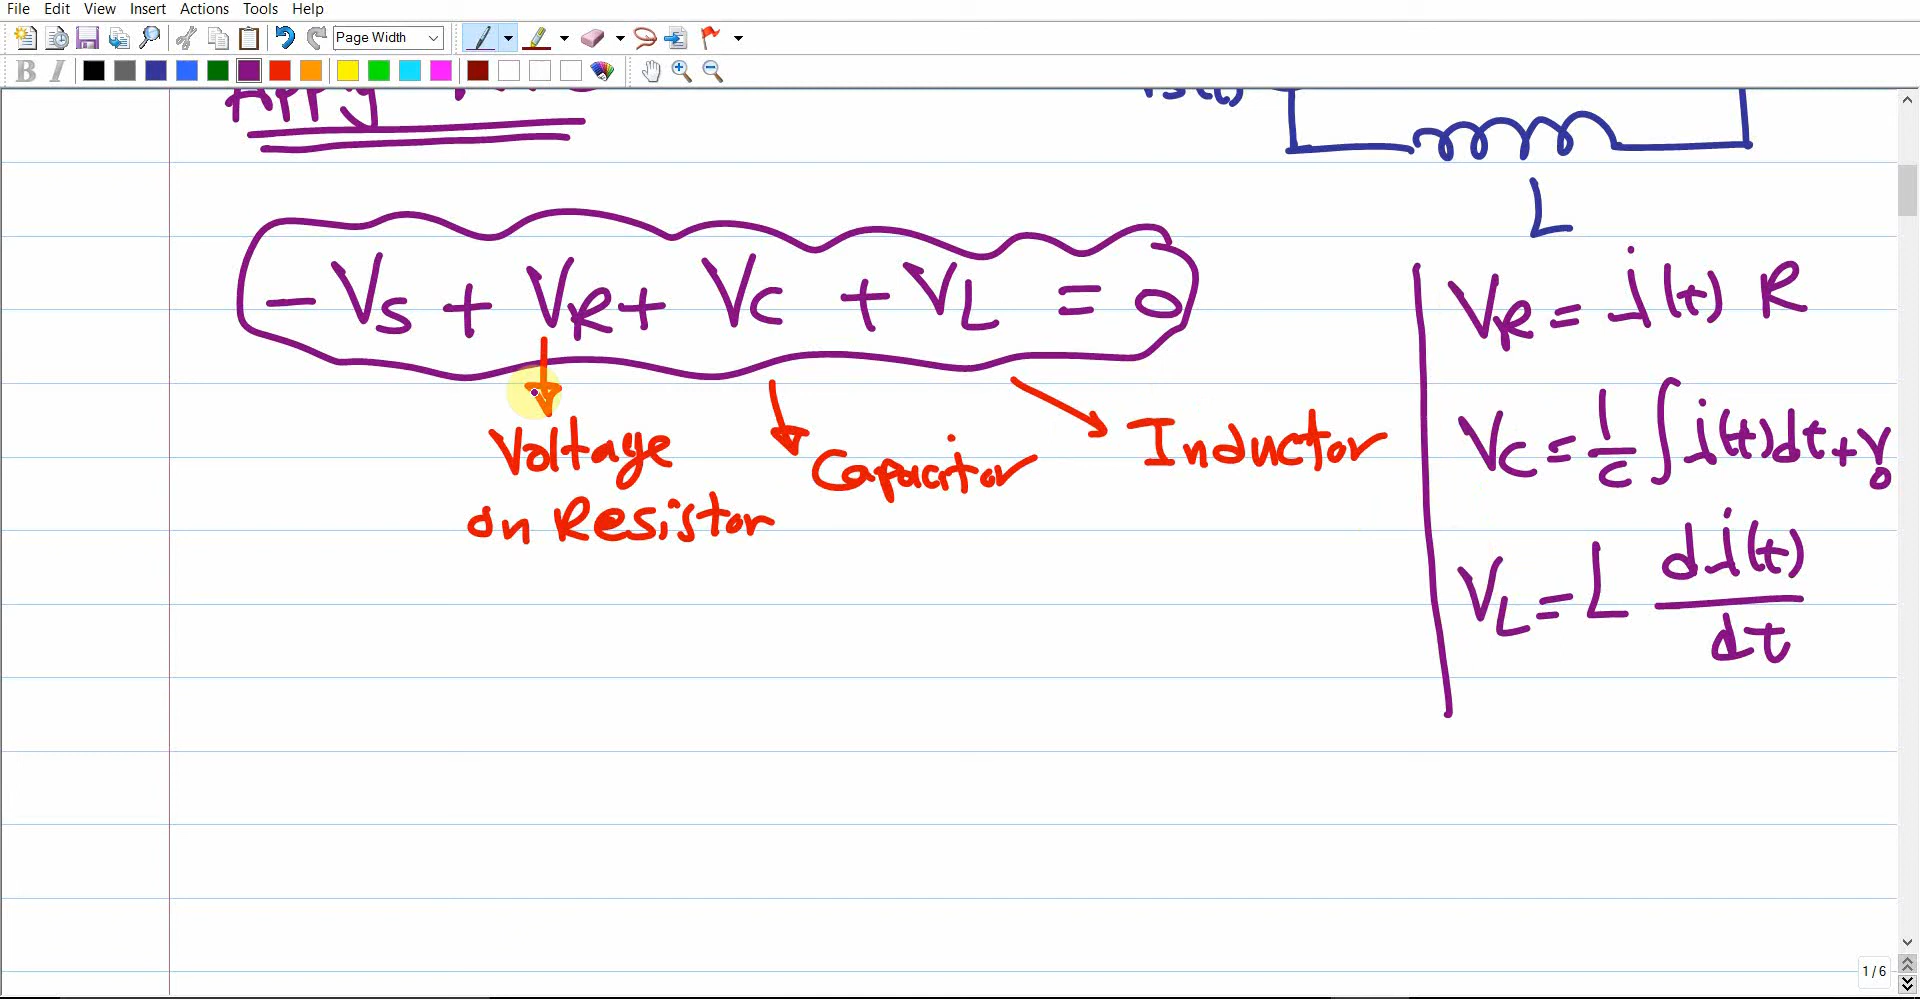 File Edit View Insert Actions Tools Help
Page Width
B I
Apply
L
- Vs + VR + Vc + VL = 0
Voltage
on Resistor
Capacitor
Inductor
VR = i(t) R
Vc = 1/c ∫ i(t)dt + V0
VL = L di(t)/dt
1 / 6